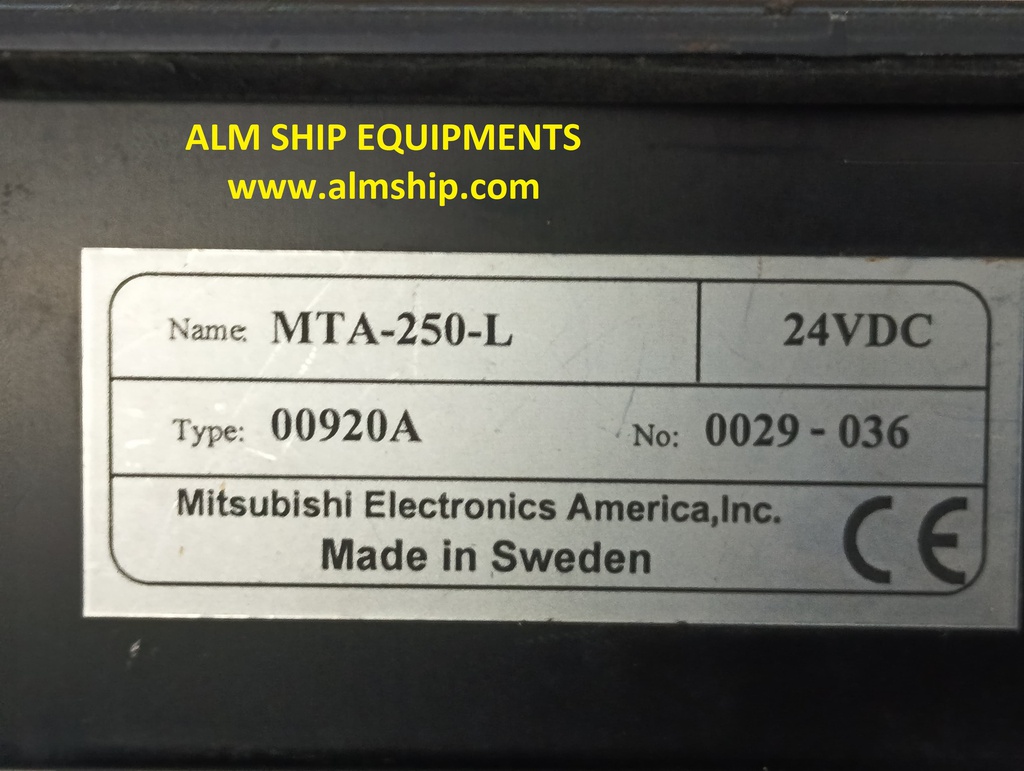 ALM SHIP EQUIPMENTS
www.almship.com
Name: MTA-250-L 24VDC
Type: 00920A No: 0029 - 036
Mitsubishi Electronics America,Inc.
Made in Sweden CE